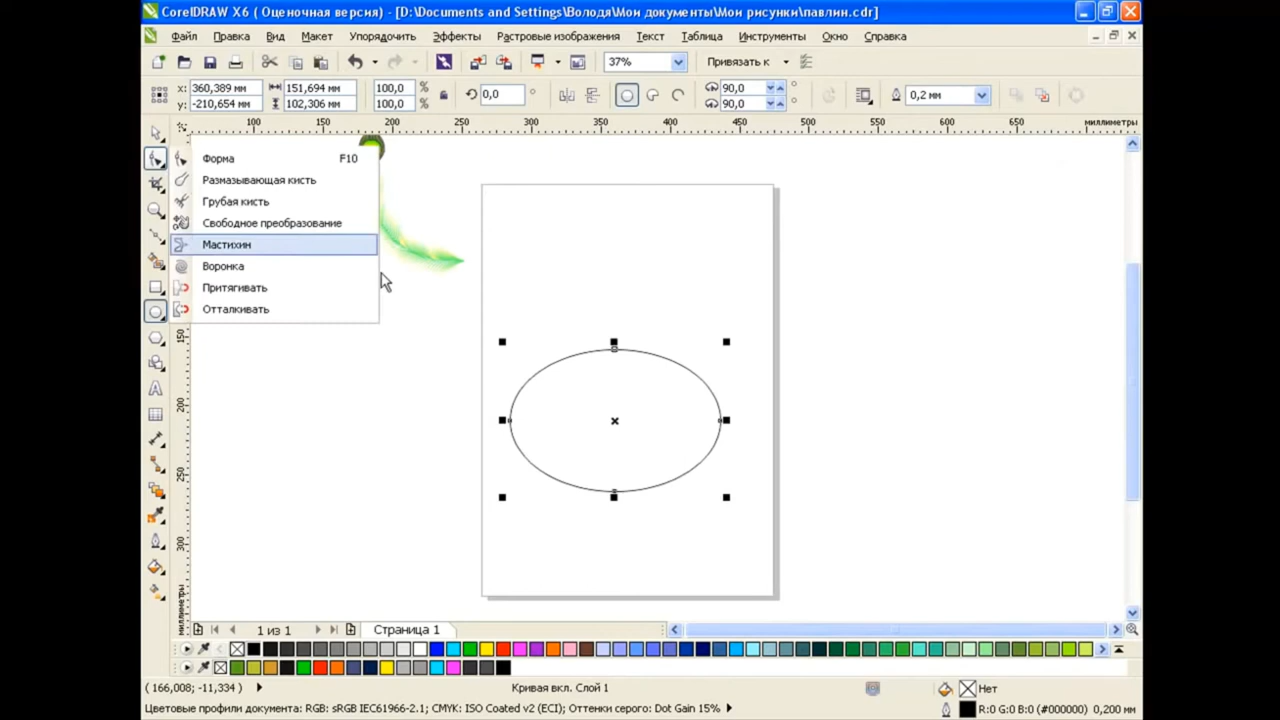 CorelDRAW X6 ( Оценочная версия) - [D:\Documents and Settings\Володя\Мои документы\Мои рисунки\павлин.cdr]
Файл Правка Вид Макет Упорядочить Эффекты Растровые изображения Текст Таблица Инструменты Окно Справка
37% Привязать к
x: 360,389 мм 151,694 мм 100,0 % 0,0 ° 90,0 ° 0,2 мм
y: -210,654 мм 102,306 мм 100,0 % 90,0
100 150 200 250 300 350 400 450 500 550 600 650 миллиметры
Форма F10
Размазывающая кисть
Грубая кисть
Свободное преобразование
Мастихин
Воронка
Притягивать
Отталкивать
150
200
250
300
миллиметры
1 из 1 Страница 1
( 166,008; -11,334 ) Кривая вкл. Слой 1 Нет
Цветовые профили документа: RGB: sRGB IEC61966-2.1; CMYK: ISO Coated v2 (ECI); Оттенки серого: Dot Gain 15% R:0 G:0 B:0 (#000000) 0,200 мм